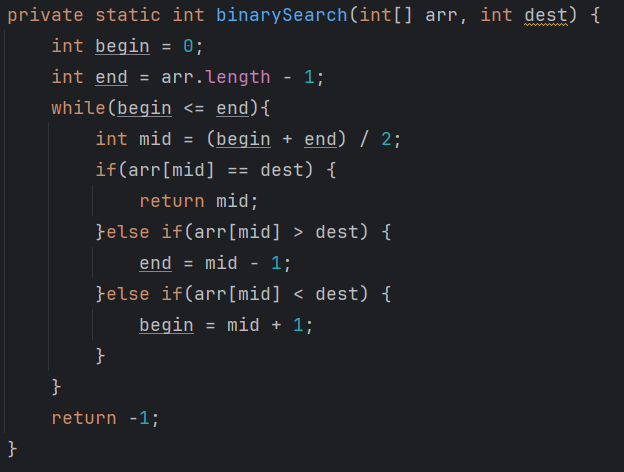 private static int binarySearch(int[] arr, int dest) {
    int begin = 0;
    int end = arr.length - 1;
    while(begin <= end){
        int mid = (begin + end) / 2;
        if(arr[mid] == dest) {
            return mid;
        }else if(arr[mid] > dest) {
            end = mid - 1;
        }else if(arr[mid] < dest) {
            begin = mid + 1;
        }
    }
    return -1;
}